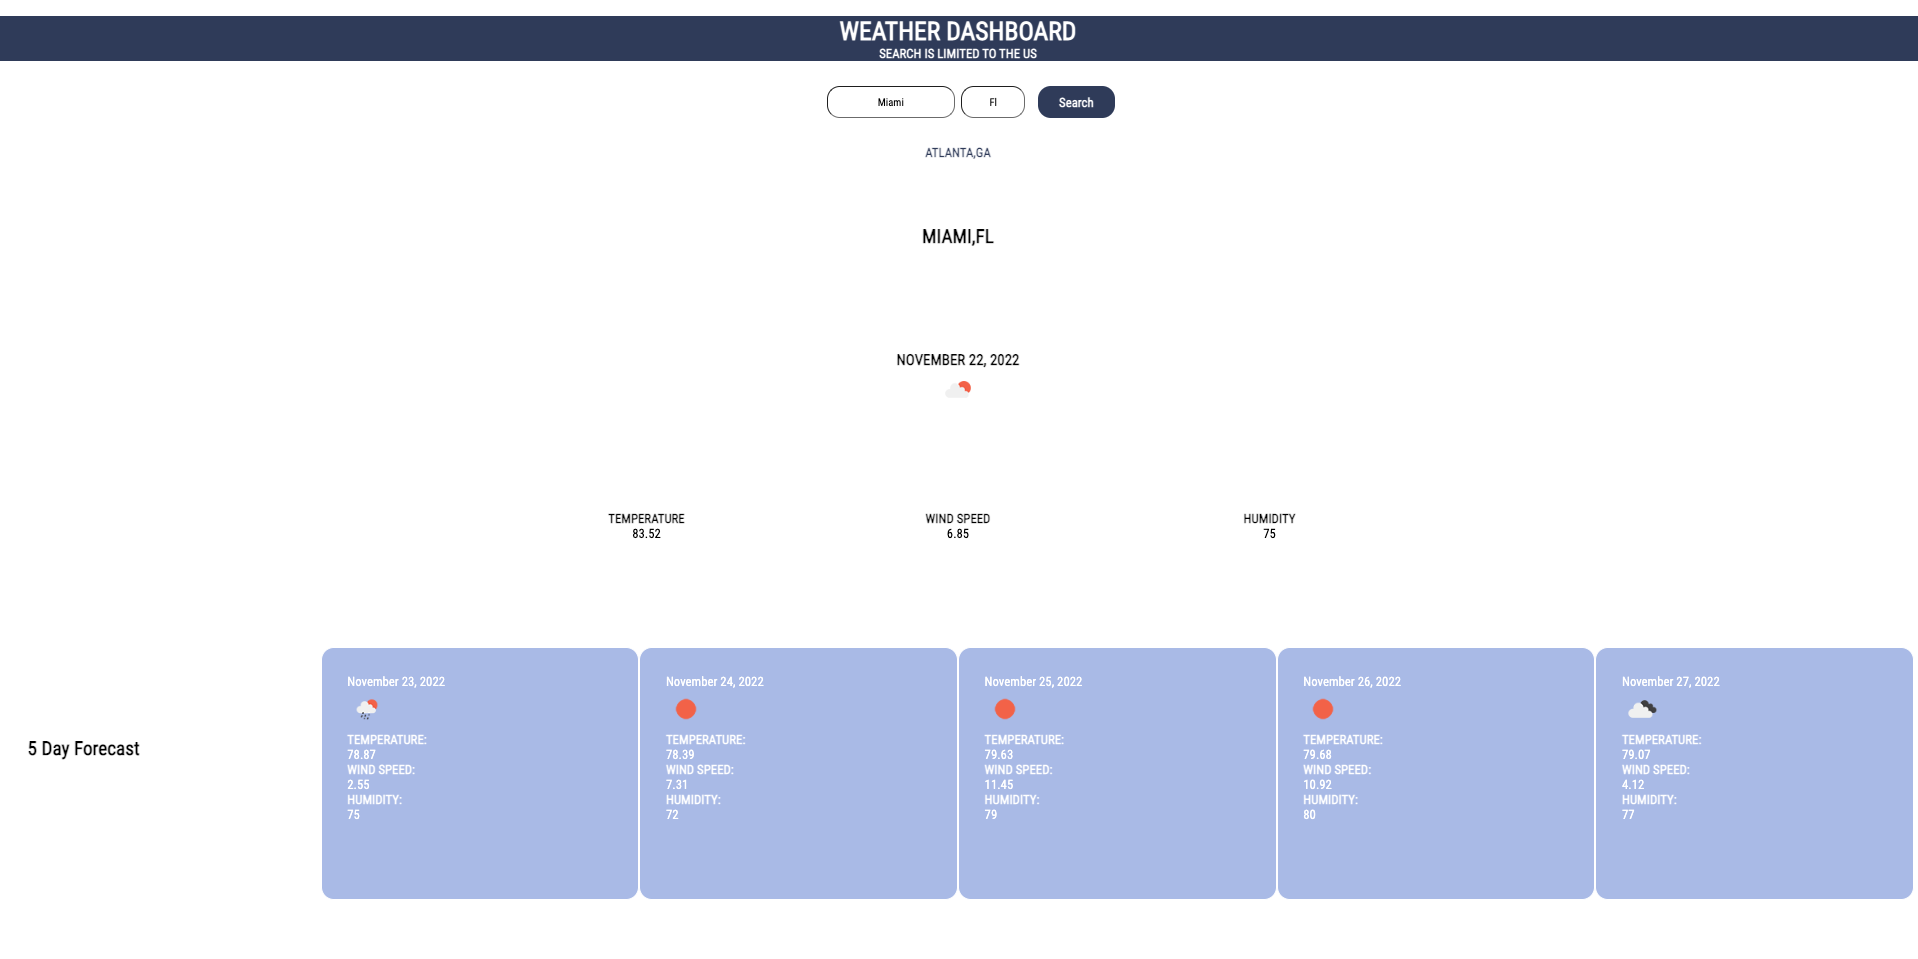 WEATHER DASHBOARD
SEARCH IS LIMITED TO THE US
Miami Fl Search
ATLANTA,GA
MIAMI,FL
NOVEMBER 22, 2022
TEMPERATURE
83.52
WIND SPEED
6.85
HUMIDITY
75
5 Day Forecast
November 23, 2022
TEMPERATURE:
78.87
WIND SPEED:
2.55
HUMIDITY:
75
November 24, 2022
TEMPERATURE:
78.39
WIND SPEED:
7.31
HUMIDITY:
72
November 25, 2022
TEMPERATURE:
79.63
WIND SPEED:
11.45
HUMIDITY:
79
November 26, 2022
TEMPERATURE:
79.68
WIND SPEED:
10.92
HUMIDITY:
80
November 27, 2022
TEMPERATURE:
79.07
WIND SPEED:
4.12
HUMIDITY:
77